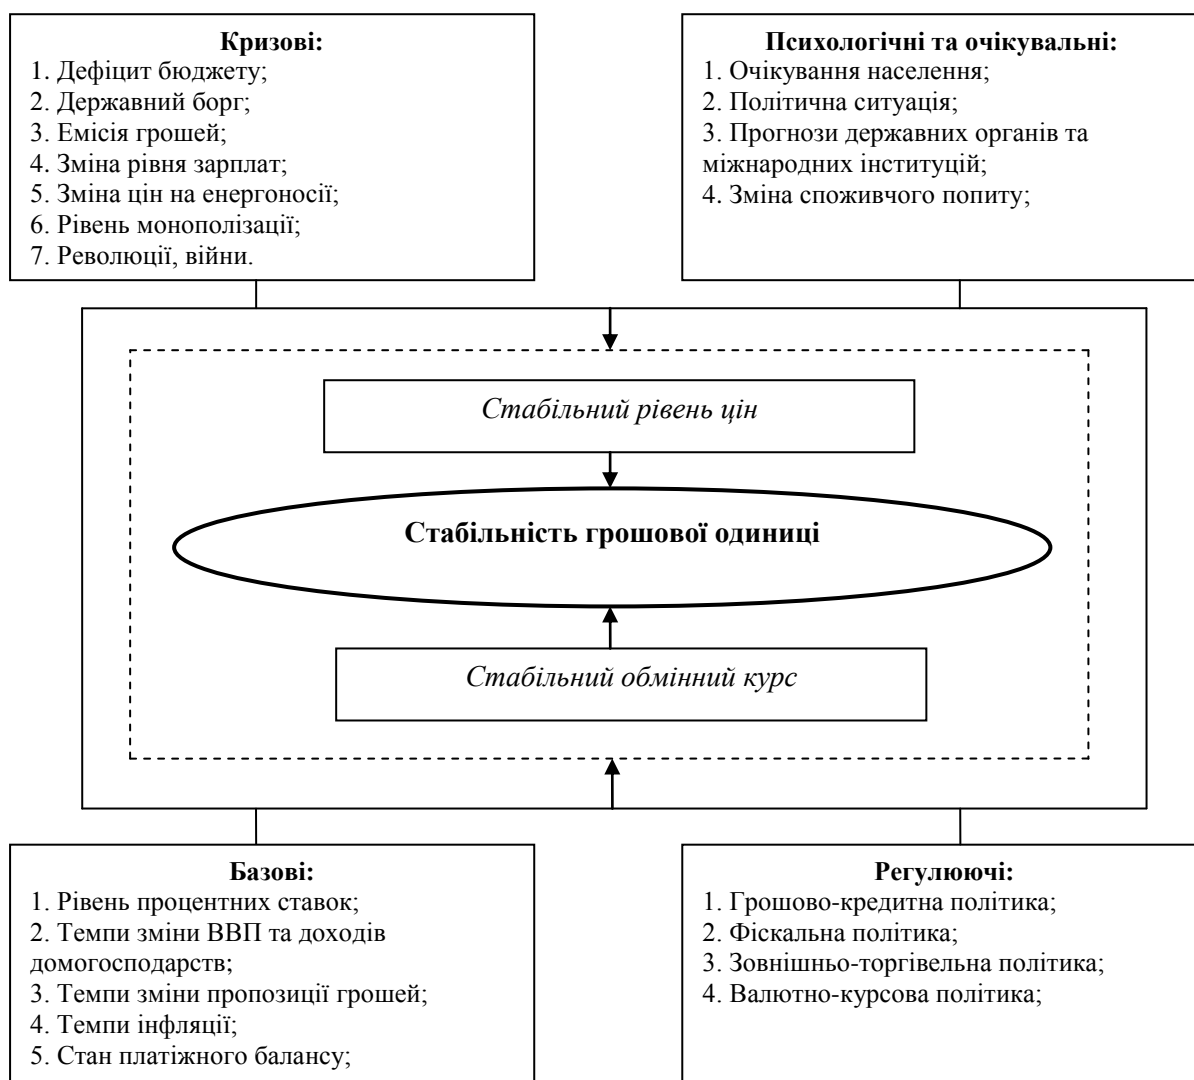 Кризові:
1. Дефіцит бюджету;
2. Державний борг;
3. Емісія грошей;
4. Зміна рівня зарплат;
5. Зміна цін на енергоносії;
6. Рівень монополізації;
7. Революції, війни.
Психологічні та очікувальні:
1. Очікування населення;
2. Політична ситуація;
3. Прогнози державних органів та
міжнародних інституцій;
4. Зміна споживчого попиту;
Стабільний рівень цін
Стабільність грошової одиниці
Стабільний обмінний курс
Базові:
1. Рівень процентних ставок;
2. Темпи зміни ВВП та доходів
домогосподарств;
3. Темпи зміни пропозиції грошей;
4. Темпи інфляції;
5. Стан платіжного балансу;
Регулюючі:
1. Грошово-кредитна політика;
2. Фіскальна політика;
3. Зовнішньо-торгівельна політика;
4. Валютно-курсова політика;